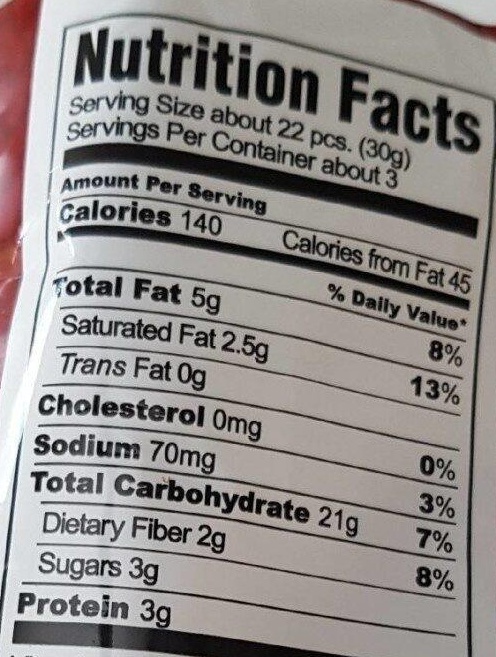 Nutrition Facts
Serving Size about 22 pcs. (30g)
Servings Per Container about 3
Amount Per Serving
Calories 140 Calories from Fat 45
% Daily Value*
Total Fat 5g 8%
Saturated Fat 2.5g 13%
Trans Fat 0g
Cholesterol 0mg 0%
Sodium 70mg 3%
Total Carbohydrate 21g 7%
Dietary Fiber 2g 8%
Sugars 3g
Protein 3g